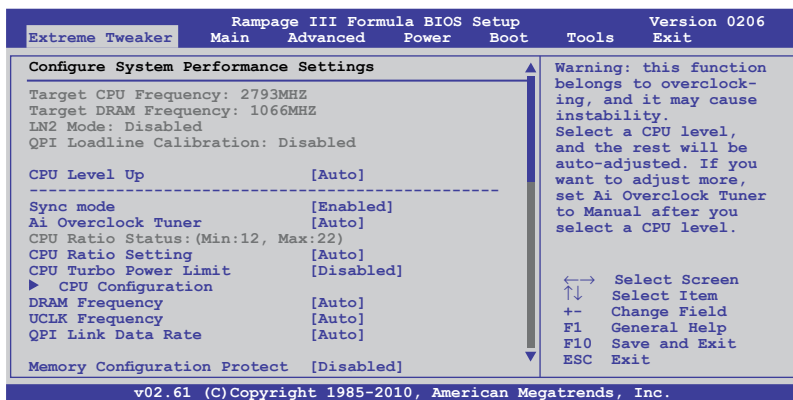 Rampage III Formula BIOS Setup Version 0206
Extreme Tweaker Main Advanced Power Boot Tools Exit
Configure System Performance Settings
Target CPU Frequency: 2793MHZ
Target DRAM Frequency: 1066MHZ
LN2 Mode: Disabled
QPI Loadline Calibration: Disabled
CPU Level Up [Auto]
--------------------------------------------------
Sync mode [Enabled]
Ai Overclock Tuner [Auto]
CPU Ratio Status:(Min:12, Max:22)
CPU Ratio Setting [Auto]
CPU Turbo Power Limit [Disabled]
CPU Configuration
DRAM Frequency [Auto]
UCLK Frequency [Auto]
QPI Link Data Rate [Auto]
Memory Configuration Protect [Disabled]
Warning: this function
belongs to overclock-
ing, and it may cause
instability.
Select a CPU level,
and the rest will be
auto-adjusted. If you
want to adjust more,
set Ai Overclock Tuner
to Manual after you
select a CPU level.
←→ Select Screen
↑↓ Select Item
+- Change Field
F1 General Help
F10 Save and Exit
ESC Exit
v02.61 (C)Copyright 1985-2010, American Megatrends, Inc.